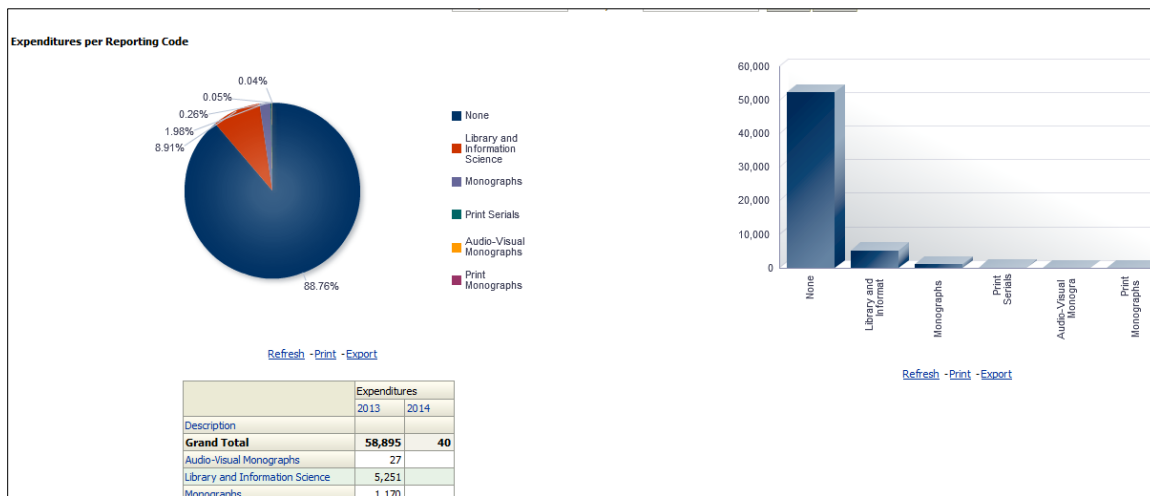 Expenditures per Reporting Code
0.04%
0.05%
0.26%
1.98%
8.91%
88.76%
None
Library and
Information
Science
Monographs
Print Serials
Audio-Visual
Monographs
Print
Monographs
Refresh - Print - Export
60,000
50,000
40,000
30,000
20,000
10,000
0
None
Library and
Informat
Monographs
Print
Serials
Audio-Visual
Monogra
Print
Monographs
Refresh - Print - Export
Expenditures
2013 2014
Description
Grand Total 58,895 40
Audio-Visual Monographs 27
Library and Information Science 5,251
Monographs 1,170